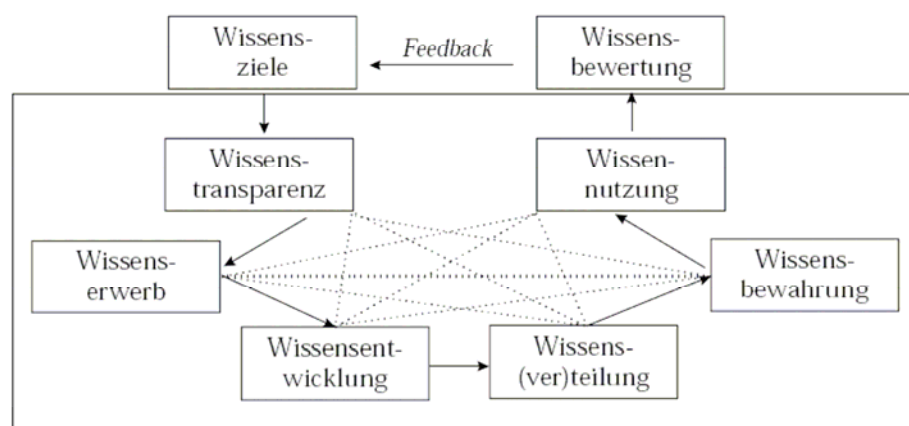 Wissens-
ziele
Feedback
Wissens-
bewertung
Wissens-
transparenz
Wissen-
nutzung
Wissens-
erwerb
Wissens-
bewahrung
Wissensent-
wicklung
Wissens-
(ver)teilung